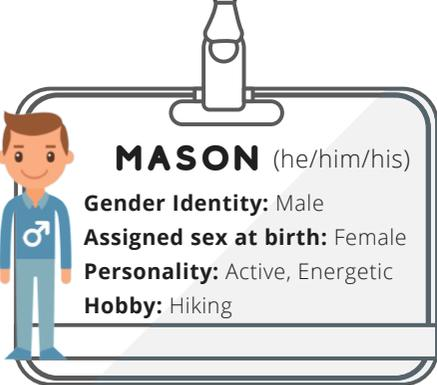 MASON (he/him/his)
Gender Identity: Male
Assigned sex at birth: Female
Personality: Active, Energetic
Hobby: Hiking